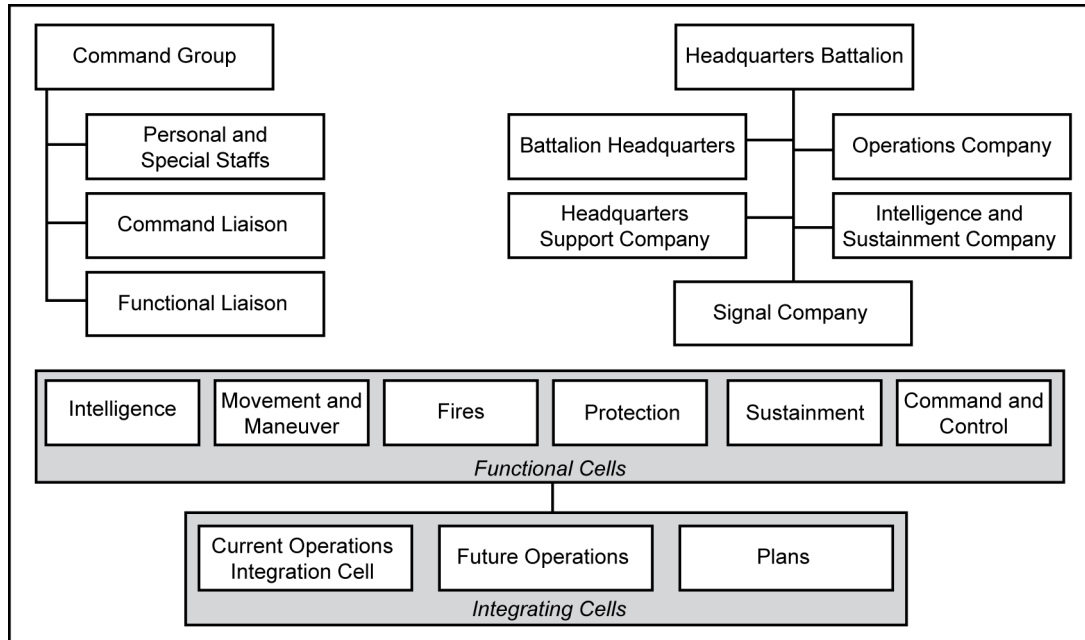 Command Group
Personal and
Special Staffs
Command Liaison
Functional Liaison
Headquarters Battalion
Battalion Headquarters
Operations Company
Headquarters
Support Company
Intelligence and
Sustainment Company
Signal Company
Intelligence
Movement and
Maneuver
Fires
Protection
Sustainment
Command and
Control
Functional Cells
Current Operations
Integration Cell
Future Operations
Plans
Integrating Cells